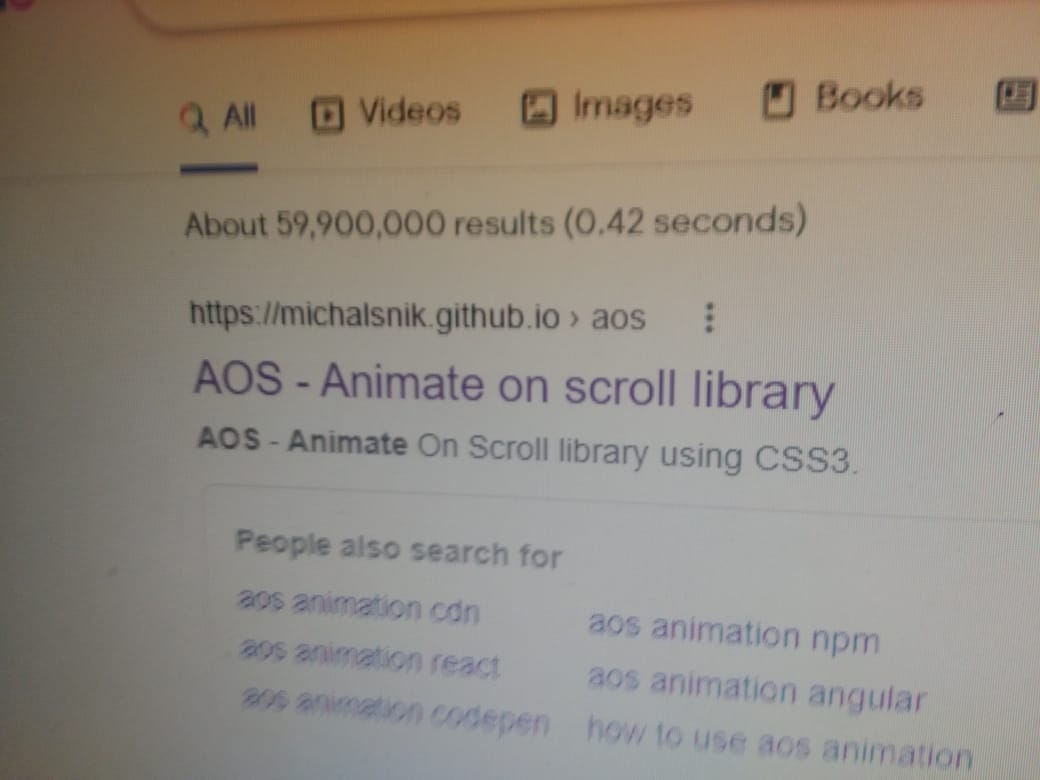 All Videos Images Books
About 59,900,000 results (0.42 seconds)
https://michalsnik.github.io › aos
AOS - Animate on scroll library
AOS - Animate On Scroll library using CSS3.
People also search for
aos animation cdn
aos animation npm
aos animation react
aos animation angular
aos animation codepen
how to use aos animation